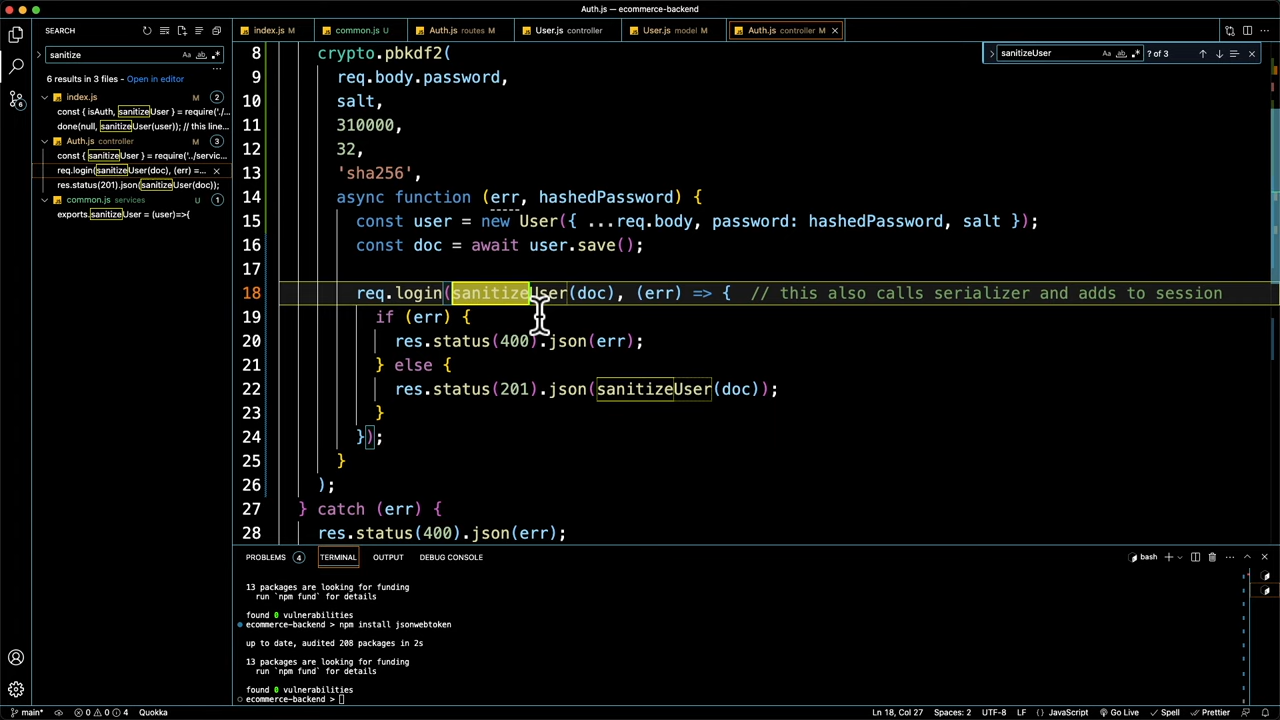 Auth.js — ecommerce-backend
SEARCH
sanitize
Aa
6 results in 3 files - Open in editor
index.js M 2
const { isAuth, sanitizeUser } = require('./...
done(null, sanitizeUser(user)); // this line...
Auth.js controller M 3
const { sanitizeUser } = require('../servic...
req.login(sanitizeUser(doc), (err) =...
res.status(201).json(sanitizeUser(doc));
common.js services U 1
exports.sanitizeUser = (user)=>{
index.js M
common.js U
Auth.js routes M
User.js controller
User.js model M
Auth.js controller M
sanitizeUser
Aa
? of 3
8 crypto.pbkdf2(
9 req.body.password,
10 salt,
11 310000,
12 32,
13 'sha256',
14 async function (err, hashedPassword) {
15 const user = new User({ ...req.body, password: hashedPassword, salt });
16 const doc = await user.save();
17
18 req.login(sanitizeUser(doc), (err) => { // this also calls serializer and adds to session
19 if (err) {
20 res.status(400).json(err);
21 } else {
22 res.status(201).json(sanitizeUser(doc));
23 }
24 });
25 }
26 );
27 } catch (err) {
28 res.status(400).json(err);
PROBLEMS 4 TERMINAL OUTPUT DEBUG CONSOLE
bash
13 packages are looking for funding
run `npm fund` for details
found 0 vulnerabilities
ecommerce-backend > npm install jsonwebtoken
up to date, audited 208 packages in 2s
13 packages are looking for funding
run `npm fund` for details
found 0 vulnerabilities
ecommerce-backend >
6
main* 0 0 4 Quokka
Ln 18, Col 27 Spaces: 2 UTF-8 LF JavaScript Go Live Spell Prettier